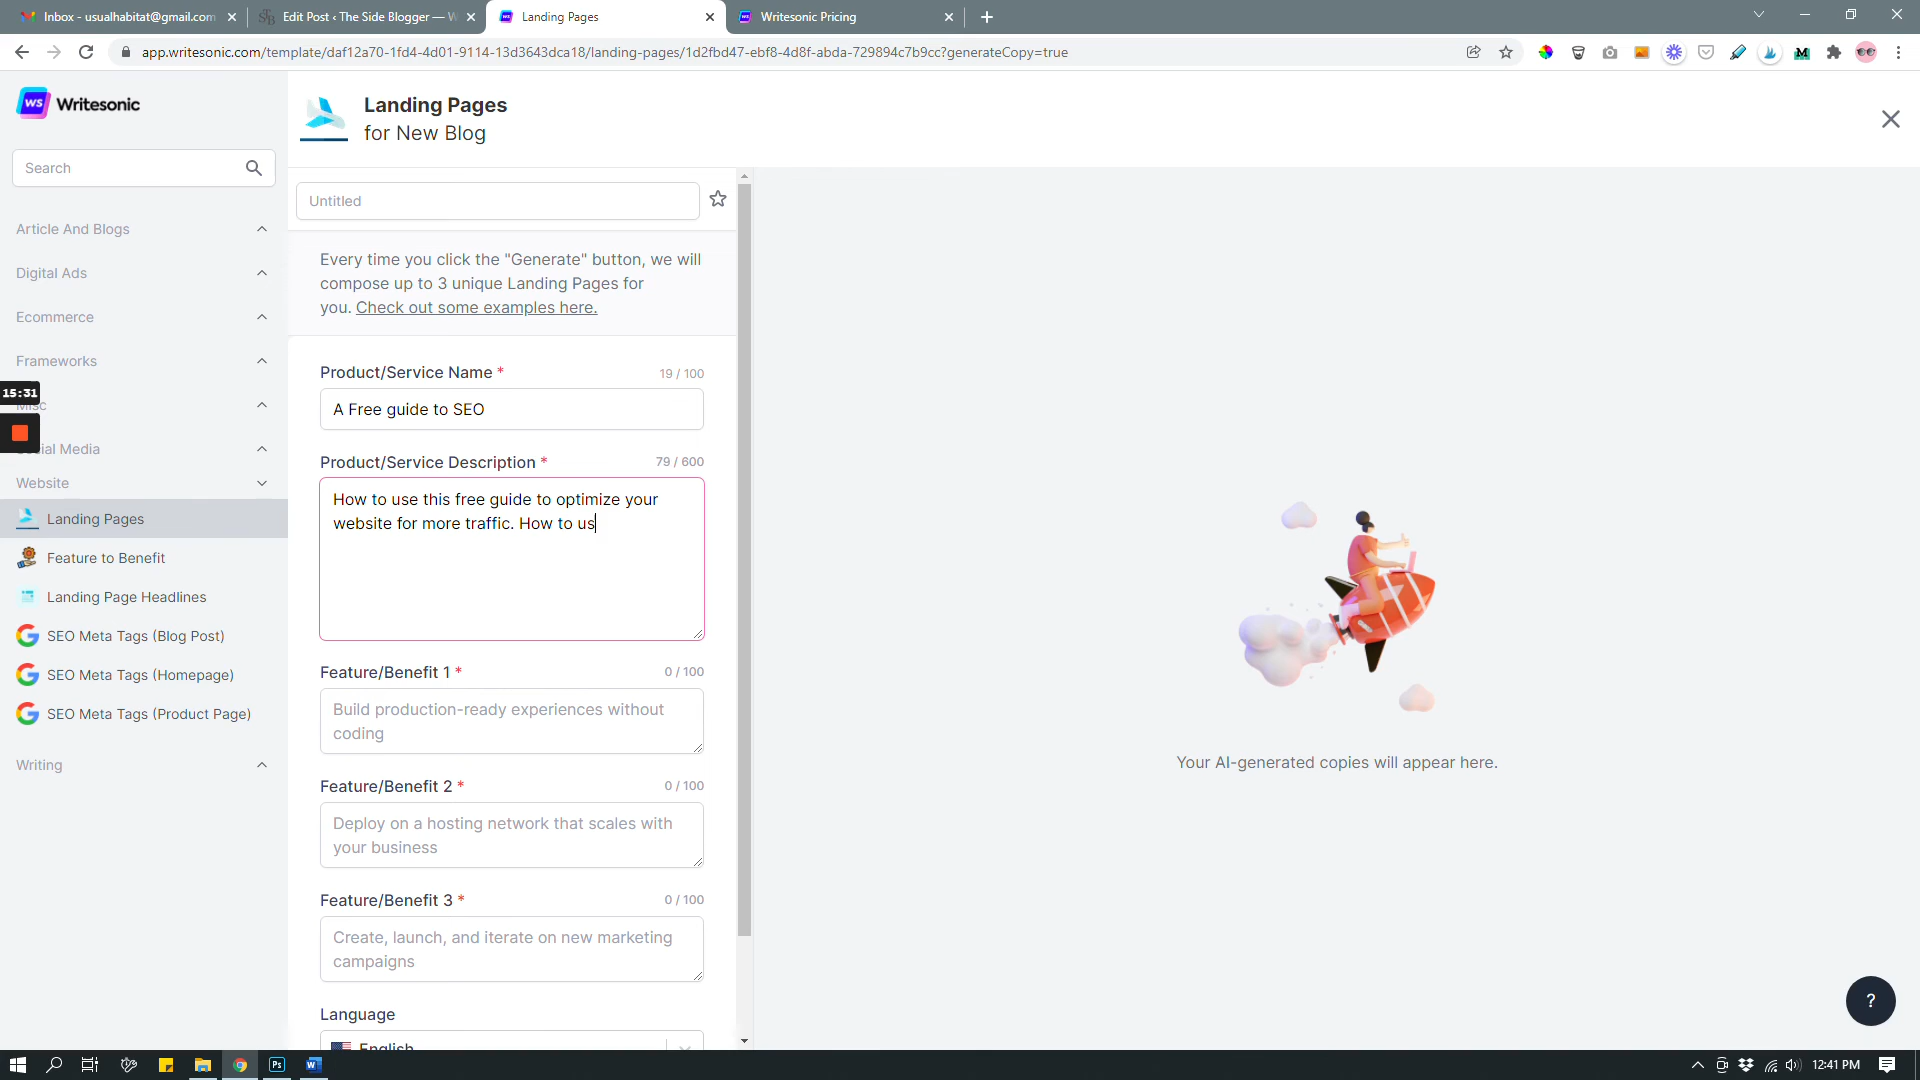 Inbox - usualhabitat@gmail.com
Edit Post ‹ The Side Blogger — W
Landing Pages
Writesonic Pricing
app.writesonic.com/template/daf12a70-1fd4-4d01-9114-13d3643dca18/landing-pages/1d2fbd47-ebf8-4d8f-abda-729894c7b9cc?generateCopy=true
WS Writesonic
Search
Article And Blogs
Digital Ads
Ecommerce
Frameworks
15:31
Misc
Social Media
Website
Landing Pages
Feature to Benefit
Landing Page Headlines
SEO Meta Tags (Blog Post)
SEO Meta Tags (Homepage)
SEO Meta Tags (Product Page)
Writing
Landing Pages
for New Blog
Untitled
Every time you click the "Generate" button, we will
compose up to 3 unique Landing Pages for
you. Check out some examples here.
Product/Service Name *
19 / 100
A Free guide to SEO
Product/Service Description *
79 / 600
How to use this free guide to optimize your
website for more traffic. How to us
Feature/Benefit 1 *
0 / 100
Build production-ready experiences without
coding
Feature/Benefit 2 *
0 / 100
Deploy on a hosting network that scales with
your business
Feature/Benefit 3 *
0 / 100
Create, launch, and iterate on new marketing
campaigns
Language
English
Your AI-generated copies will appear here.
?
Ps
W
12:41 PM